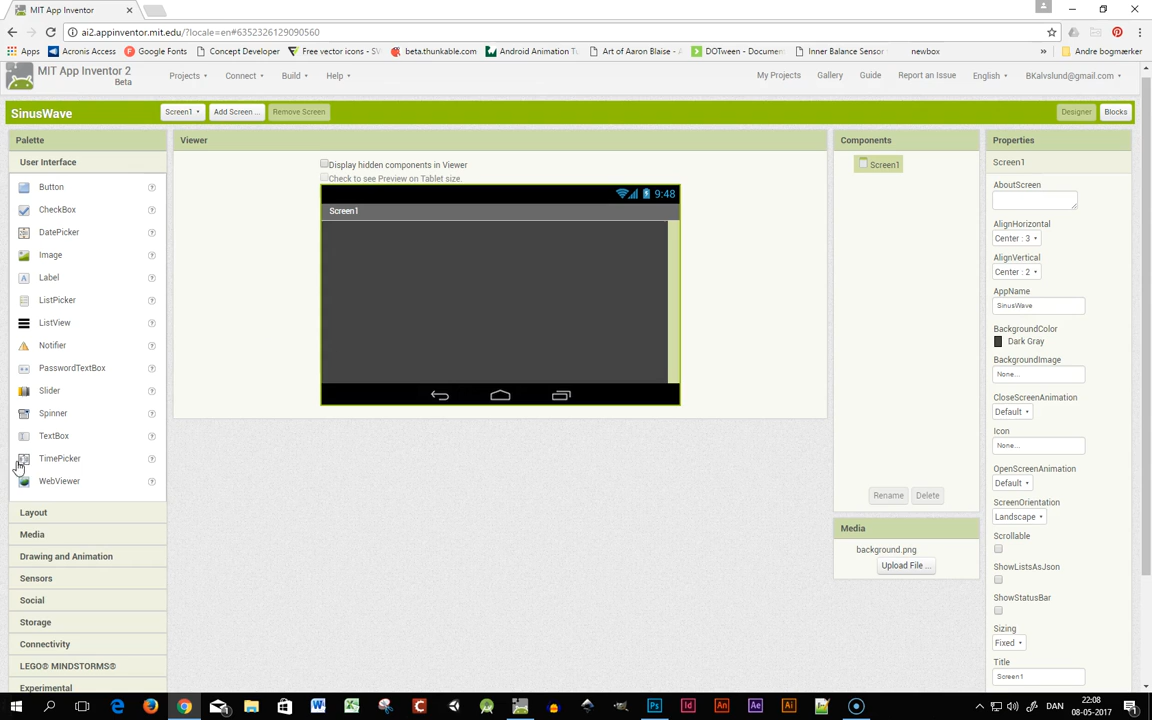 MIT App Inventor 2
ai2.appinventor.mit.edu/?locale=en#6352326129090560
Apps
Acronis Access
Google Fonts
Concept Developer
Free vector icons - SV
beta.thunkable.com
Android Animation T
Art of Aaron Blaise -
DOTween - Documen
Inner Balance Sensor
newbox
»
Andre bogmærker
MIT App Inventor 2
Beta
Projects
Connect
Build
Help
My Projects
Gallery
Guide
Report an Issue
English
BKalvslund@gmail.com
SinusWave
Screen1
Add Screen ...
Remove Screen
Designer
Blocks
Palette
Viewer
Components
Properties
User Interface
Button
CheckBox
DatePicker
Image
Label
ListPicker
ListView
Notifier
PasswordTextBox
Slider
Spinner
TextBox
TimePicker
WebViewer
Layout
Media
Drawing and Animation
Sensors
Social
Storage
Connectivity
LEGO® MINDSTORMS®
Experimental
Display hidden components in Viewer
Check to see Preview on Tablet size.
9:48
Screen1
Screen1
Rename
Delete
Media
background.png
Upload File ...
Screen1
AboutScreen
AlignHorizontal
Center : 3
AlignVertical
Center : 2
AppName
SinusWave
BackgroundColor
Dark Gray
BackgroundImage
None...
CloseScreenAnimation
Default
Icon
None...
OpenScreenAnimation
Default
ScreenOrientation
Landscape
Scrollable
ShowListsAsJson
ShowStatusBar
Sizing
Fixed
Title
Screen1
DAN
22:08
08-05-2017